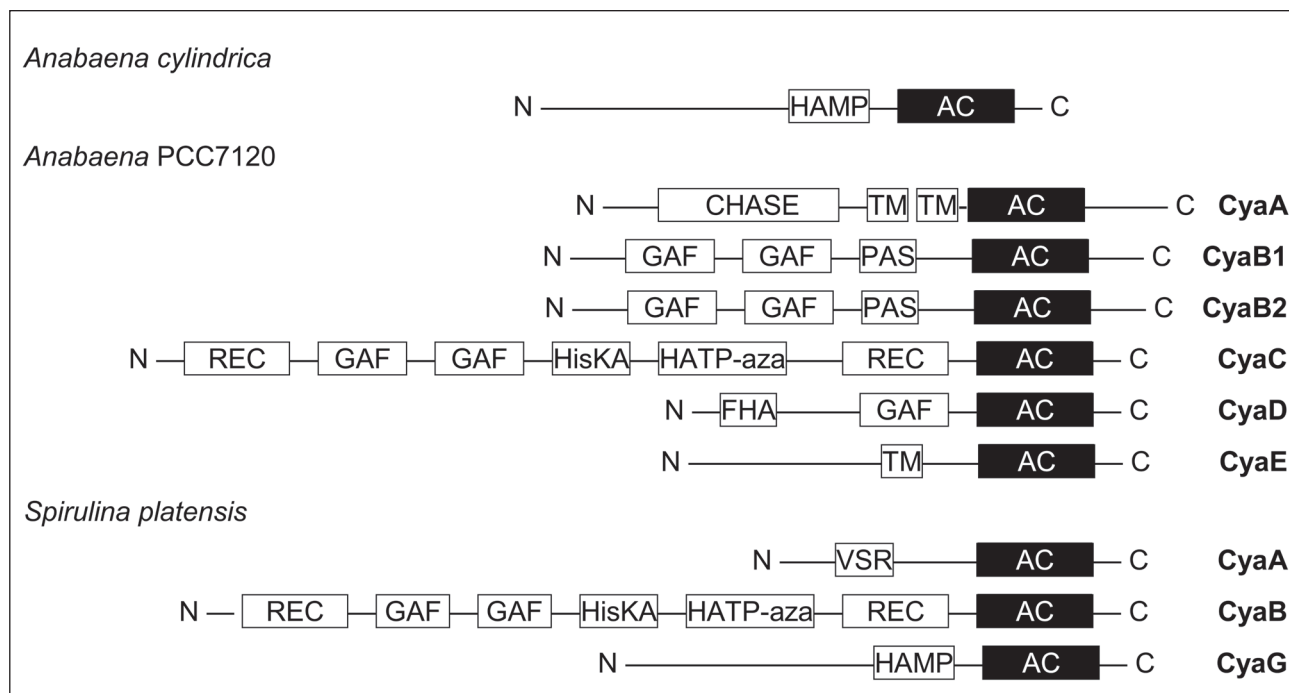 Anabaena cylindrica
N HAMP AC C
Anabaena PCC7120
N CHASE TM TM AC C CyaA
N GAF GAF PAS AC C CyaB1
N GAF GAF PAS AC C CyaB2
N REC GAF GAF HisKA HATP-aza REC AC C CyaC
N FHA GAF AC C CyaD
N TM AC C CyaE
Spirulina platensis
N VSR AC C CyaA
N REC GAF GAF HisKA HATP-aza REC AC C CyaB
N HAMP AC C CyaG